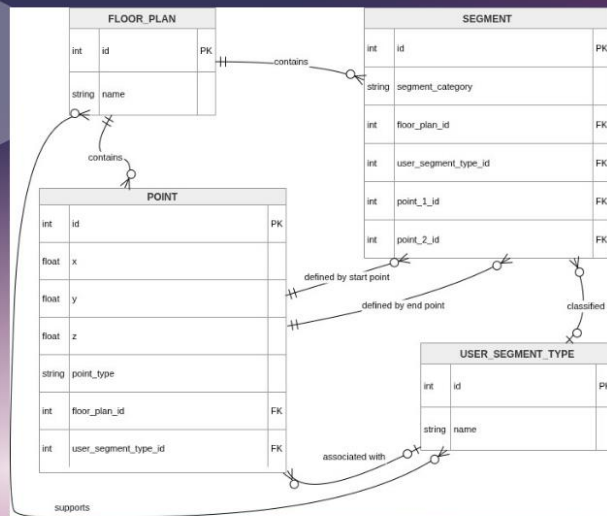 FLOOR_PLAN
int id PK
string name
contains
SEGMENT
int id PK
string segment_category
int floor_plan_id FK
int user_segment_type_id FK
int point_1_id FK
int point_2_id FK
contains
POINT
int id PK
float x
float y
float z
string point_type
int floor_plan_id FK
int user_segment_type_id FK
defined by start point
defined by end point
classified
USER_SEGMENT_TYPE
int id PK
string name
associated with
supports